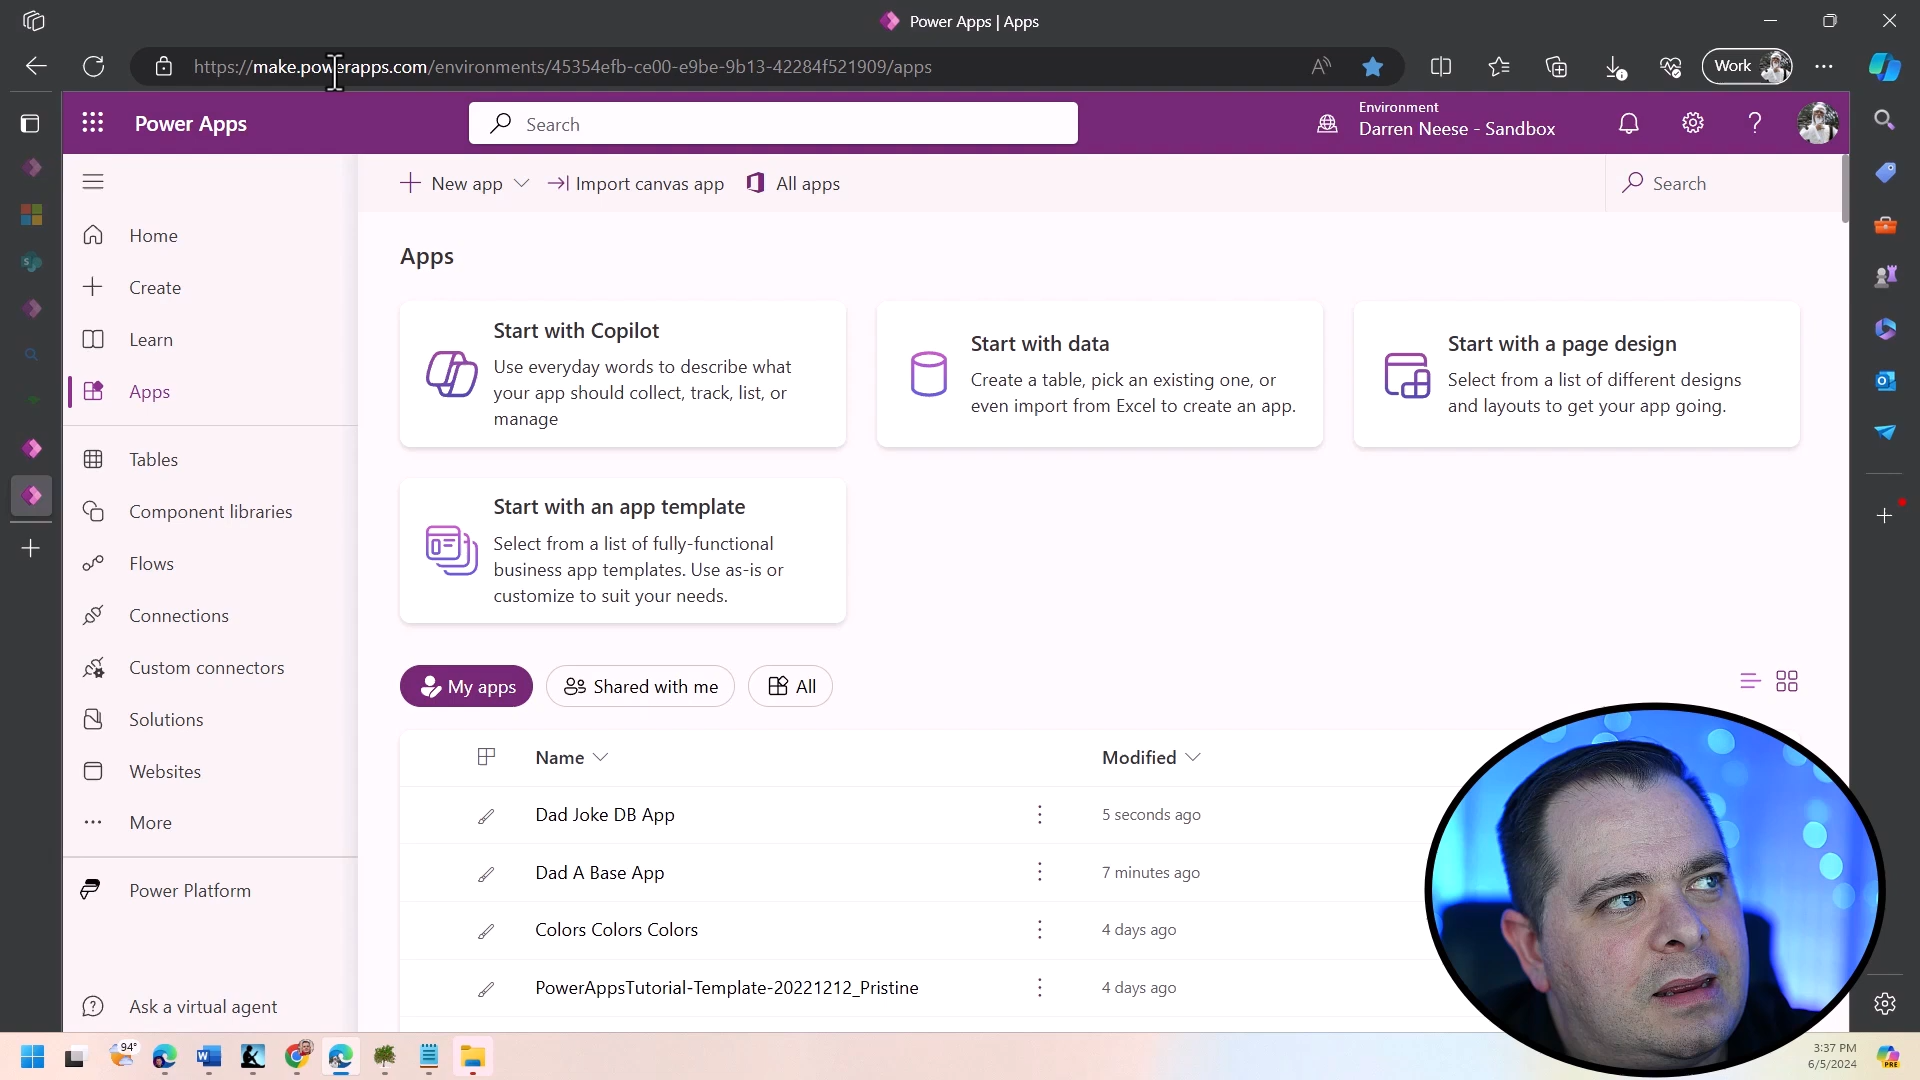 Power Apps | Apps
https://make.powerapps.com/environments/45354efb-ce00-e9be-9b13-42284f521909/apps
Work
Power Apps
Search
Environment
Darren Neese - Sandbox
New app
Import canvas app
All apps
Search
Home
Create
Learn
Apps
Tables
Component libraries
Flows
Connections
Custom connectors
Solutions
Websites
More
Power Platform
Ask a virtual agent
Apps
Start with Copilot
Use everyday words to describe what
your app should collect, track, list, or
manage
Start with data
Create a table, pick an existing one, or
even import from Excel to create an app.
Start with a page design
Select from a list of different designs
and layouts to get your app going.
Start with an app template
Select from a list of fully-functional
business app templates. Use as-is or
customize to suit your needs.
My apps
Shared with me
All
Name
Modified
Dad Joke DB App
5 seconds ago
Dad A Base App
7 minutes ago
Colors Colors Colors
4 days ago
PowerAppsTutorial-Template-20221212_Pristine
4 days ago
94°
3:37 PM
6/5/2024
PRE